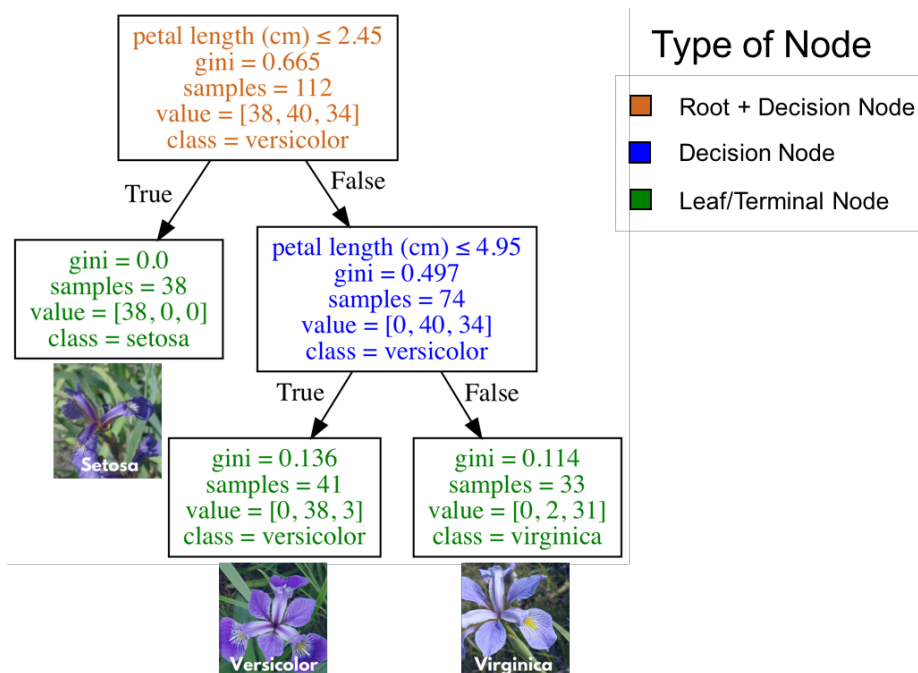 petal length (cm) ≤ 2.45
gini = 0.665
samples = 112
value = [38, 40, 34]
class = versicolor
Type of Node
Root + Decision Node
Decision Node
Leaf/Terminal Node
True
False
gini = 0.0
samples = 38
value = [38, 0, 0]
class = setosa
Setosa
petal length (cm) ≤ 4.95
gini = 0.497
samples = 74
value = [0, 40, 34]
class = versicolor
True
False
gini = 0.136
samples = 41
value = [0, 38, 3]
class = versicolor
Versicolor
gini = 0.114
samples = 33
value = [0, 2, 31]
class = virginica
Virginica